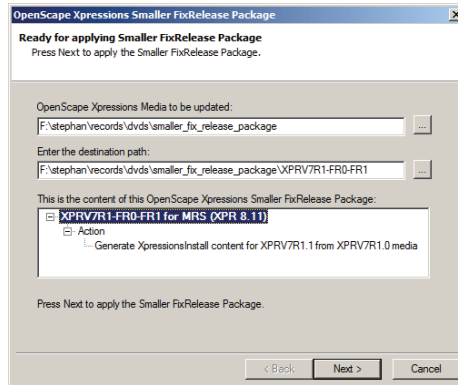 OpenScape Xpressions Smaller FixRelease Package
Ready for applying Smaller FixRelease Package
Press Next to apply the Smaller FixRelease Package.
OpenScape Xpressions Media to be updated:
F:\stephan\records\dvds\smaller_fix_release_package
...
Enter the destination path:
F:\stephan\records\dvds\smaller_fix_release_package\XPRV7R1-FR0-FR1
...
This is the content of this OpenScape Xpressions Smaller FixRelease Package:
XPRV7R1-FR0-FR1 for MRS (XPR 8.11)
Action
Generate XpressionsInstall content for XPRV7R1.1 from XPRV7R1.0 media
Press Next to apply the Smaller FixRelease Package.
< Back Next > Cancel